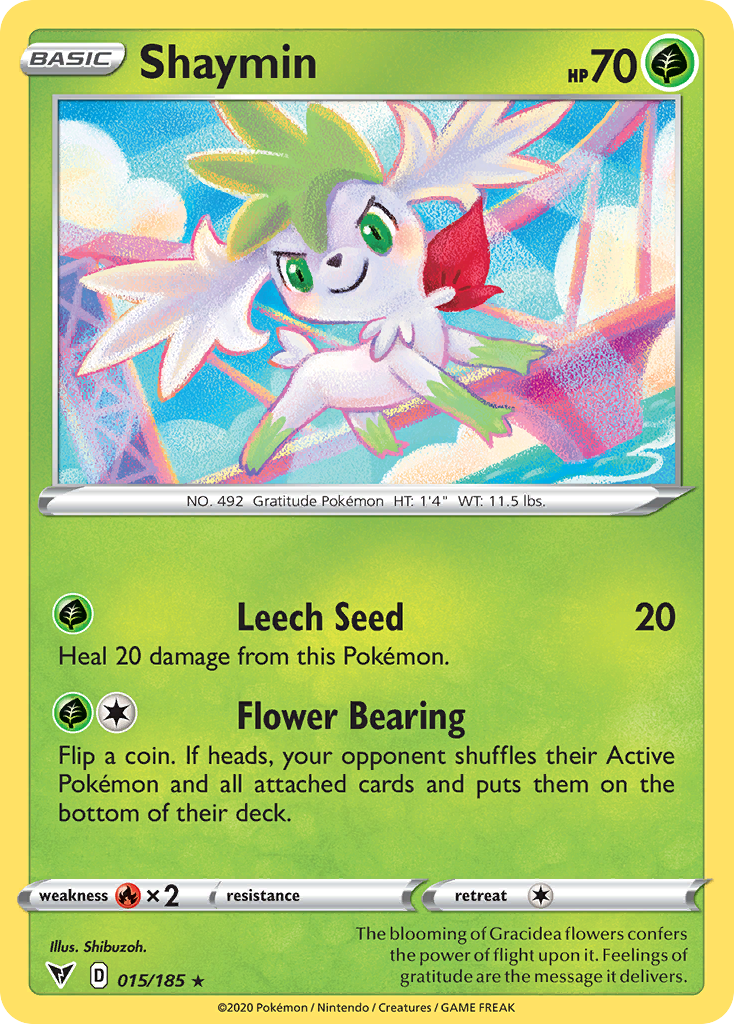 BASIC Shaymin HP 70
NO. 492 Gratitude Pokémon HT: 1'4" WT: 11.5 lbs.
Leech Seed 20
Heal 20 damage from this Pokémon.
Flower Bearing
Flip a coin. If heads, your opponent shuffles their Active
Pokémon and all attached cards and puts them on the
bottom of their deck.
weakness ×2 resistance retreat
Illus. Shibuzoh.
The blooming of Gracidea flowers confers
the power of flight upon it. Feelings of
gratitude are the message it delivers.
D 015/185 ★
©2020 Pokémon / Nintendo / Creatures / GAME FREAK